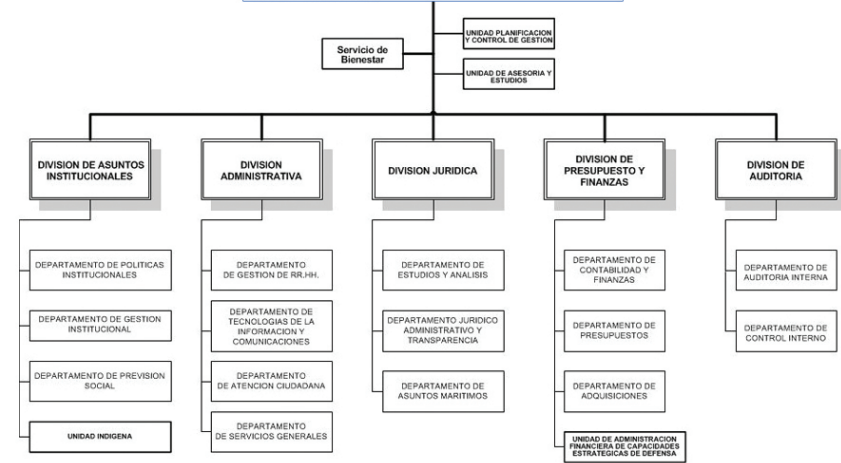 UNIDAD PLANIFICACION
Y CONTROL DE GESTION
Servicio de
Bienestar
UNIDAD DE ASESORIA Y
ESTUDIOS
DIVISION DE ASUNTOS
INSTITUCIONALES
DIVISION
ADMINISTRATIVA
DIVISION JURIDICA
DIVISION DE
PRESUPUESTO Y
FINANZAS
DIVISION DE
AUDITORIA
DEPARTAMENTO DE POLITICAS
INSTITUCIONALES
DEPARTAMENTO DE GESTION
INSTITUCIONAL
DEPARTAMENTO DE PREVISION
SOCIAL
UNIDAD INDIGENA
DEPARTAMENTO
DE GESTION DE RR.HH.
DEPARTAMENTO DE
TECNOLOGIAS DE LA
INFORMACION Y
COMUNICACIONES
DEPARTAMENTO
DE ATENCION CIUDADANA
DEPARTAMENTO
DE SERVICIOS GENERALES
DEPARTAMENTO DE
ESTUDIOS Y ANALISIS
DEPARTAMENTO JURIDICO
ADMINISTRATIVO Y
TRANSPARENCIA
DEPARTAMENTO DE
ASUNTOS MARITIMOS
DEPARTAMENTO DE
CONTABILIDAD Y
FINANZAS
DEPARTAMENTO DE
PRESUPUESTOS
DEPARTAMENTO DE
ADQUISICIONES
UNIDAD DE ADMINISTRACION
FINANCIERA DE CAPACIDADES
ESTRATEGICAS DE DEFENSA
DEPARTAMENTO DE
AUDITORIA INTERNA
DEPARTAMENTO DE
CONTROL INTERNO